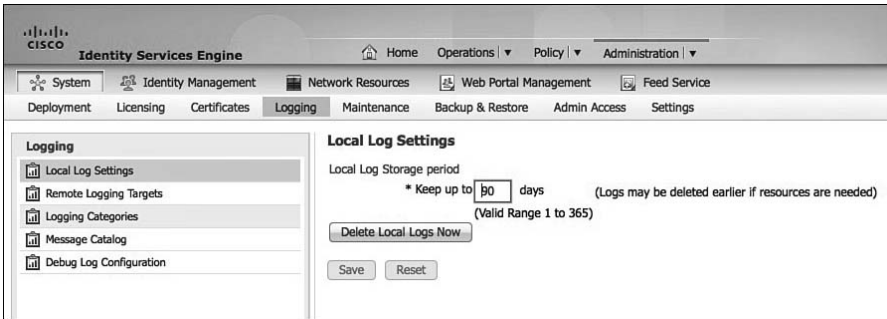 CISCO
Identity Services Engine
Home Operations | ▼ Policy | ▼ Administration | ▼
System Identity Management Network Resources Web Portal Management Feed Service
Deployment Licensing Certificates Logging Maintenance Backup & Restore Admin Access Settings
Logging
Local Log Settings
Remote Logging Targets
Logging Categories
Message Catalog
Debug Log Configuration
Local Log Settings
Local Log Storage period
* Keep up to 90 days (Logs may be deleted earlier if resources are needed)
(Valid Range 1 to 365)
Delete Local Logs Now
Save Reset